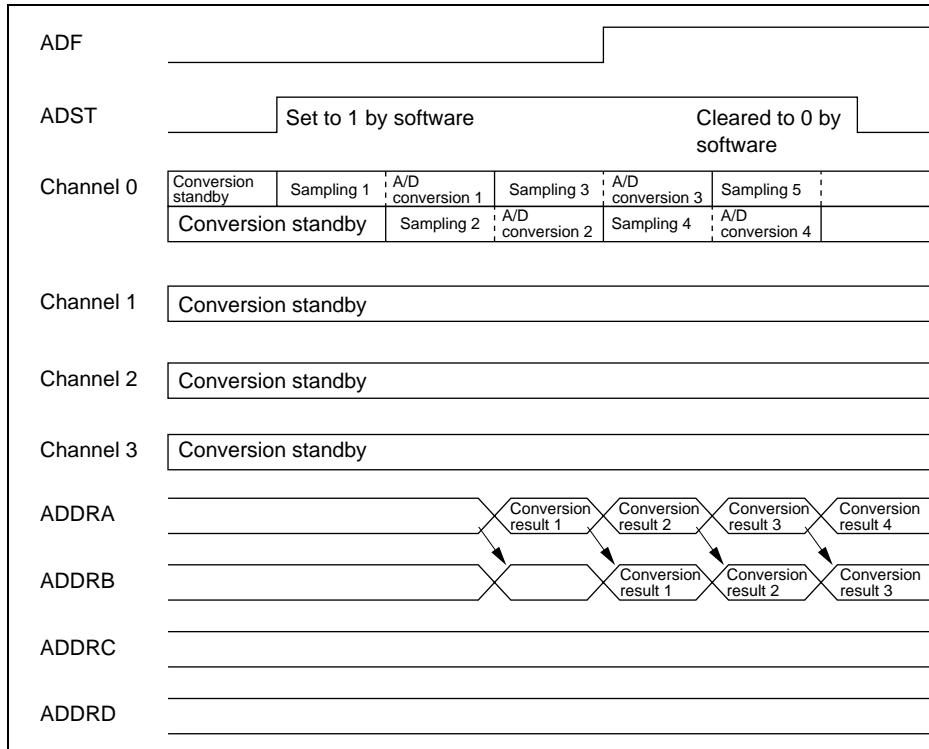 ADF
ADST
Set to 1 by software
Cleared to 0 by
software
Channel 0
Conversion
standby
Sampling 1
A/D
conversion 1
Sampling 3
A/D
conversion 3
Sampling 5
Conversion standby
Sampling 2
A/D
conversion 2
Sampling 4
A/D
conversion 4
Channel 1
Conversion standby
Channel 2
Conversion standby
Channel 3
Conversion standby
ADDRA
Conversion
result 1
Conversion
result 2
Conversion
result 3
Conversion
result 4
ADDRB
Conversion
result 1
Conversion
result 2
Conversion
result 3
ADDRC
ADDRD